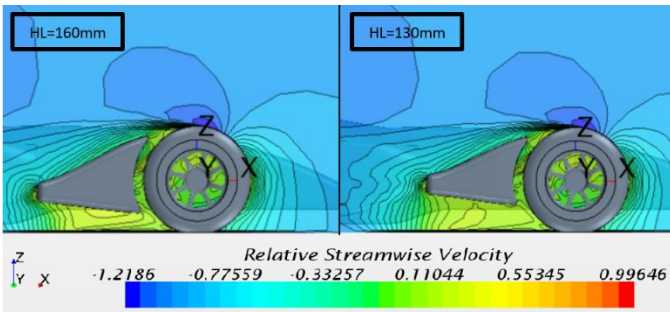 HL=160mm
HL=130mm
Z
Y X
Z
Y X
Z
Y X
Relative Streamwise Velocity
-1.2186 -0.77559 -0.33257 0.11044 0.55345 0.99646